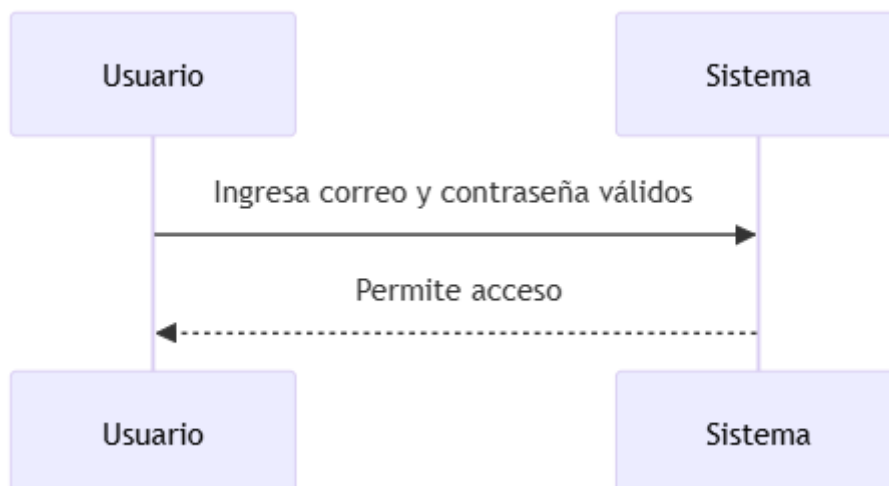 Usuario
Sistema
Ingresa correo y contraseña válidos
Permite acceso
Usuario
Sistema